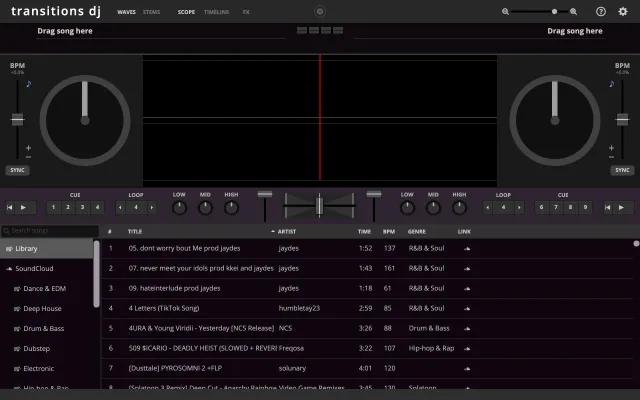 transitions dj WAVES STEMS SCOPE TIMELINE FX ?
Drag song here Drag song here
BPM BPM
+0.0% +0.0%
SYNC SYNC
CUE LOOP LOW MID HIGH LOW MID HIGH LOOP CUE
1 2 3 4 4 4 6 7 8 9
Search songs # TITLE ARTIST TIME BPM GENRE LINK
Library 1 05. dont worry bout Me prod jaydes jaydes 1:52 137 R&B & Soul
SoundCloud 2 07. never meet your idols prod kkei and jaydes jaydes 1:43 161 R&B & Soul
Dance & EDM 3 09. hateinterlude prod jaydes jaydes 1:18 61 R&B & Soul
Deep House 4 4 Letters (TikTok Song) humbletay23 2:59 85 R&B & Soul
Drum & Bass 5 4URA & Young Viridii - Yesterday [NCS Release] NCS 3:26 88 Drum & Bass
Dubstep 6 509 $ICARIO - DEADLY HEIST (SLOWED + REVER Freqosa 3:22 107 Hip-hop & Rap
Electronic 7 [Dusttale] PYROSOMNI 2 +FLP solunary 4:01 120
Hip-hop & Rap 8 [Splatoon 3 Remix] Deep Cut - Anarchy Rainbow Video Game Remixes 3:45 130 Splatoon